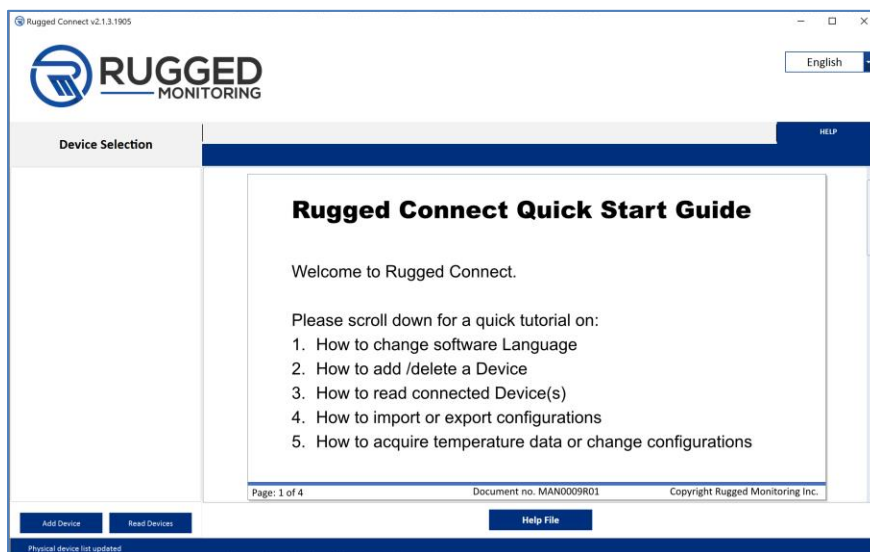 Rugged Connect v2.1.3.1905
RUGGED
MONITORING
English
Device Selection
HELP
Rugged Connect Quick Start Guide
Welcome to Rugged Connect.
Please scroll down for a quick tutorial on:
1. How to change software Language
2. How to add /delete a Device
3. How to read connected Device(s)
4. How to import or export configurations
5. How to acquire temperature data or change configurations
Page: 1 of 4 Document no. MAN0009R01 Copyright Rugged Monitoring Inc.
Add Device Read Devices Help File
Physical device list updated